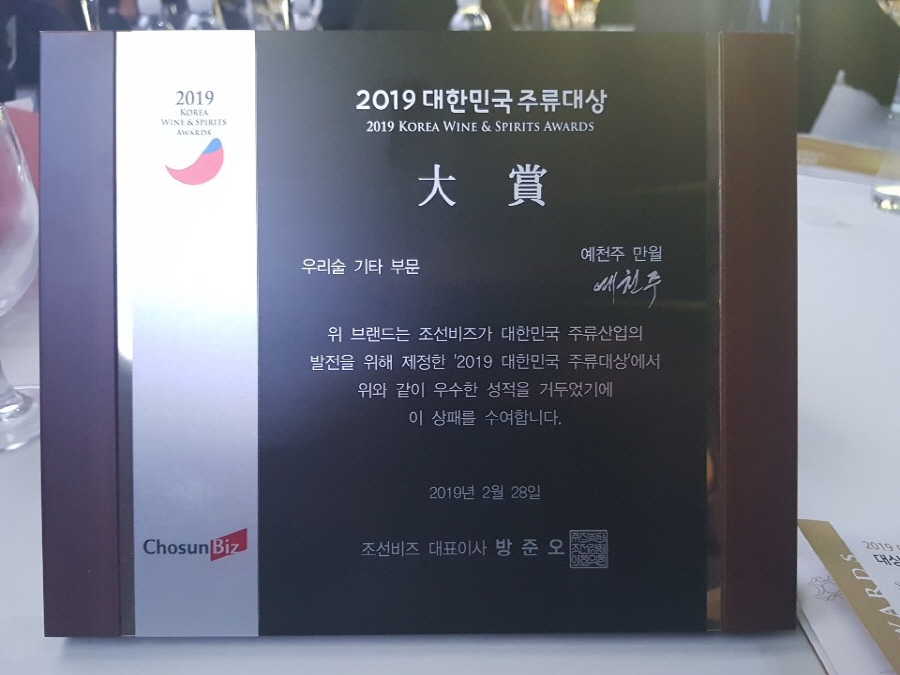 2019
KOREA
WINE & SPIRITS
AWARDS
2019 대한민국 주류대상
2019 KOREA WINE & SPIRITS AWARDS
大 賞
우리술 기타 부문
예천주 만월
예천주
위 브랜드는 조선비즈가 대한민국 주류산업의
발전을 위해 제정한 '2019 대한민국 주류대상'에서
위와 같이 우수한 성적을 거두었기에
이 상패를 수여합니다.
2019년 2월 28일
조선비즈 대표이사 방 준 오
ChosunBiz
2019
대상